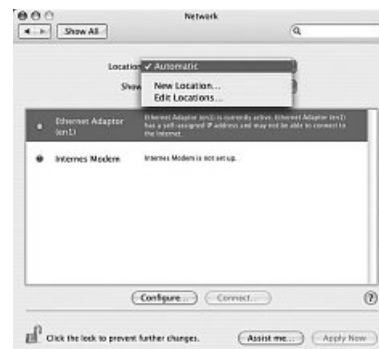 Network
Show All
Location
✓ Automatic
Show
New Location...
Edit Locations...
Ethernet Adaptor (en1)
Ethernet Adaptor (en1) is currently active. Ethernet Adaptor (en1)
has a self-assigned IP address and may not be able to connect to
the Internet.
Internes Modem
Internes Modem is not set up.
Configure...
Connect...
?
Click the lock to prevent further changes.
Assist me...
Apply Now